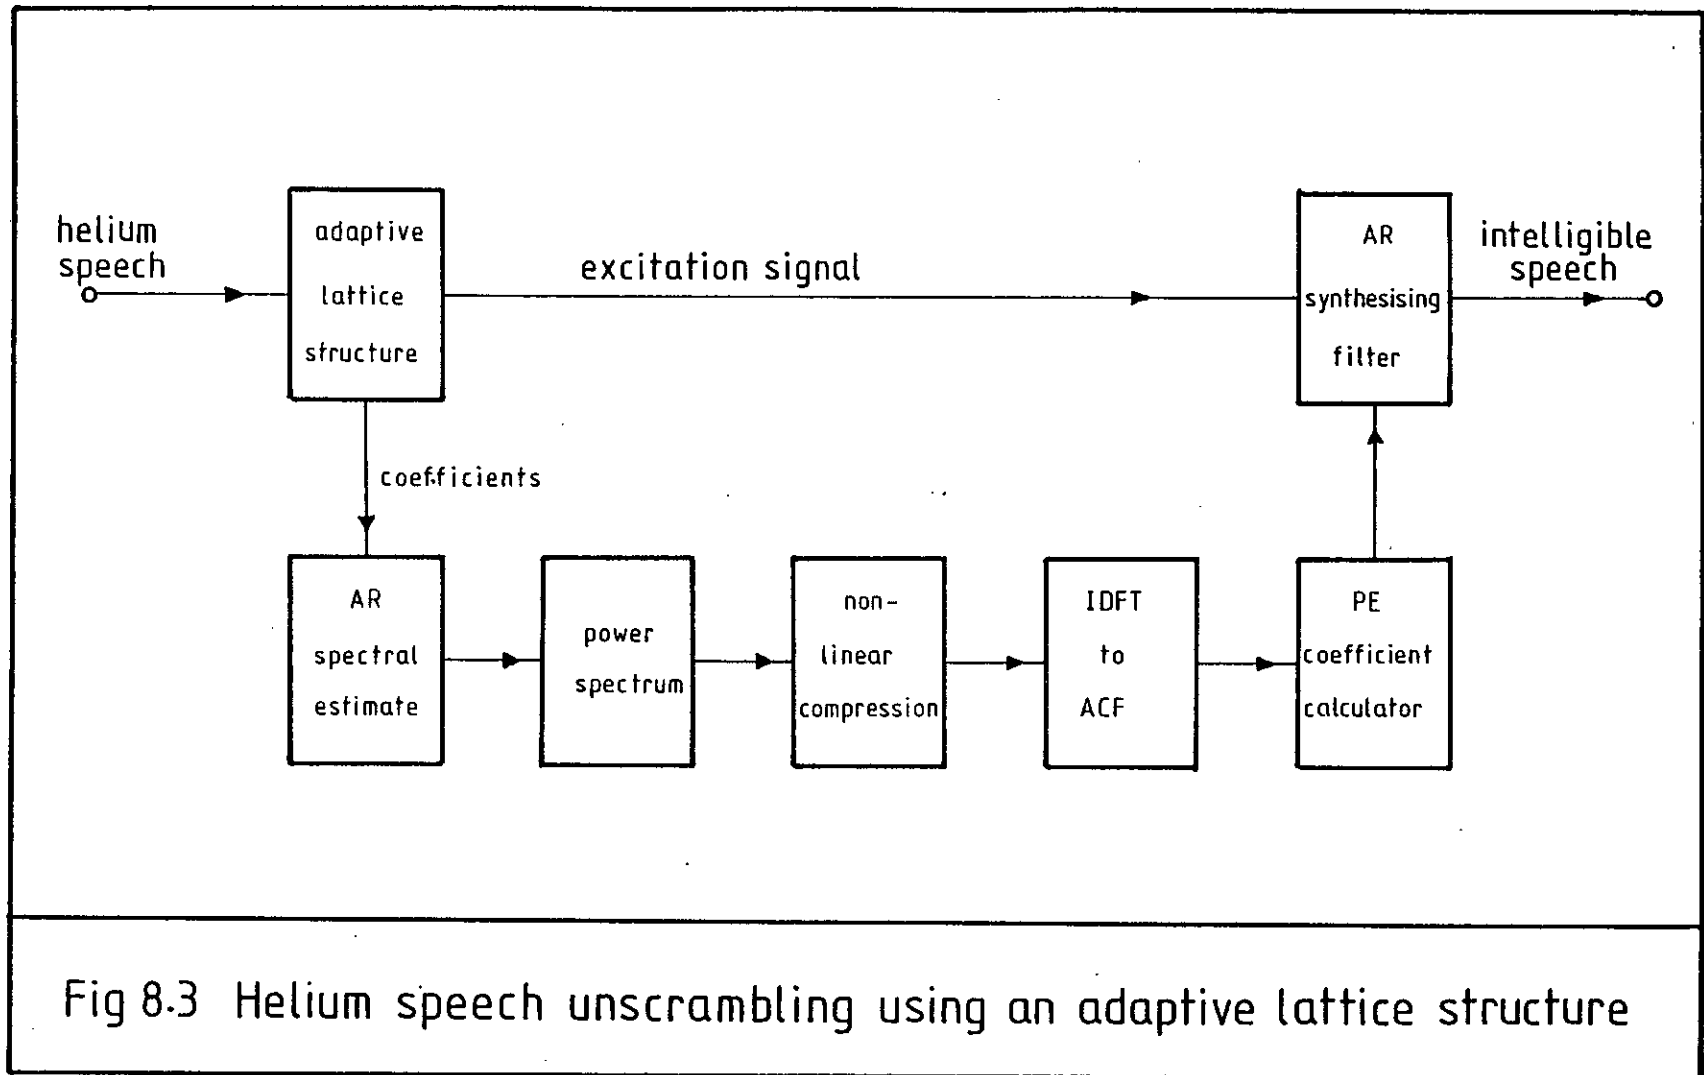 helium
speech
adaptive
lattice
structure
excitation signal
AR
synthesising
filter
intelligible
speech
coefficients
AR
spectral
estimate
power
spectrum
non-
linear
compression
IDFT
to
ACF
PE
coefficient
calculator
Fig 8.3 Helium speech unscrambling using an adaptive lattice structure